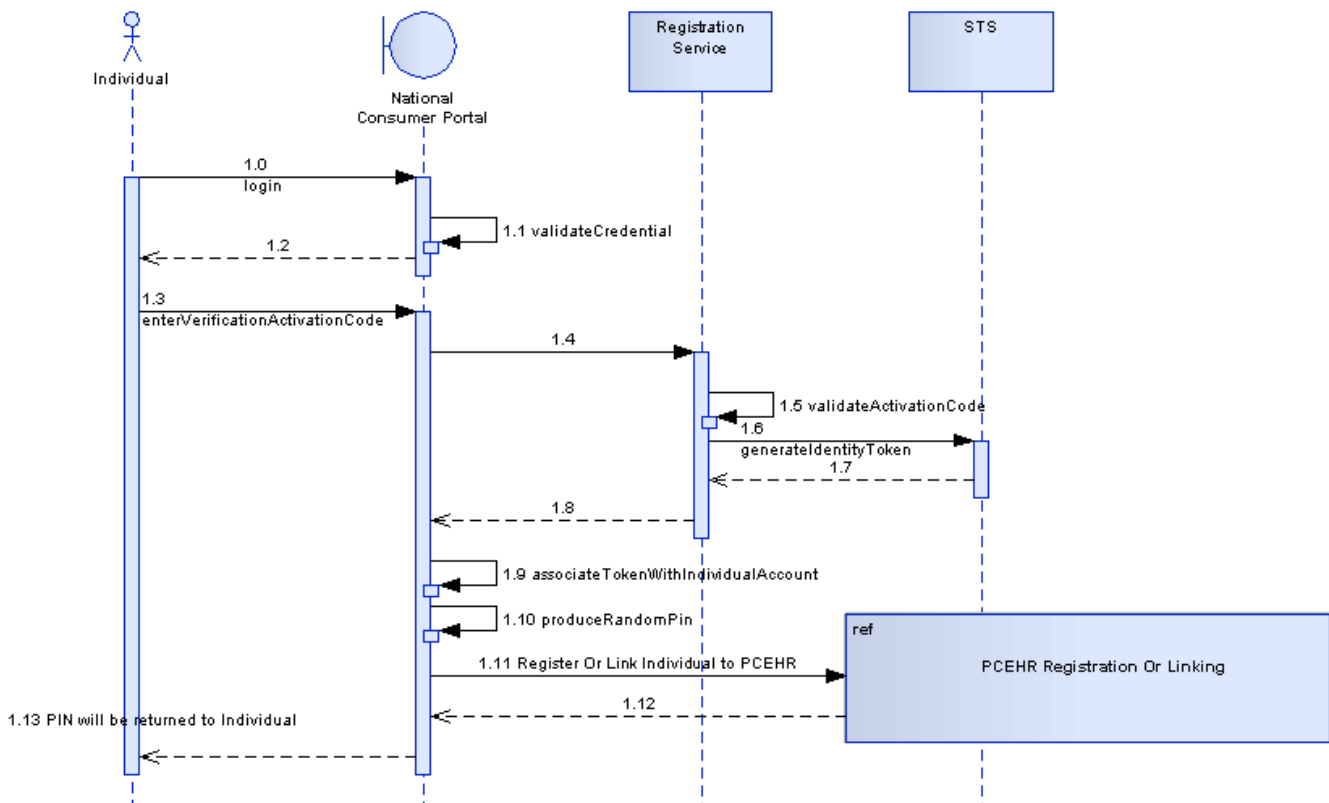 Individual
National
Consumer Portal
Registration
Service
STS
1.0
login
1.1 validateCredential
1.2
1.3
enterVerificationActivationCode
1.4
1.5 validateActivationCode
1.6
generateIdentityToken
1.7
1.8
1.9 associateTokenWithIndividualAccount
1.10 produceRandomPin
ref
PCEHR Registration Or Linking
1.11 Register Or Link Individual to PCEHR
1.12
1.13 PIN will be returned to Individual